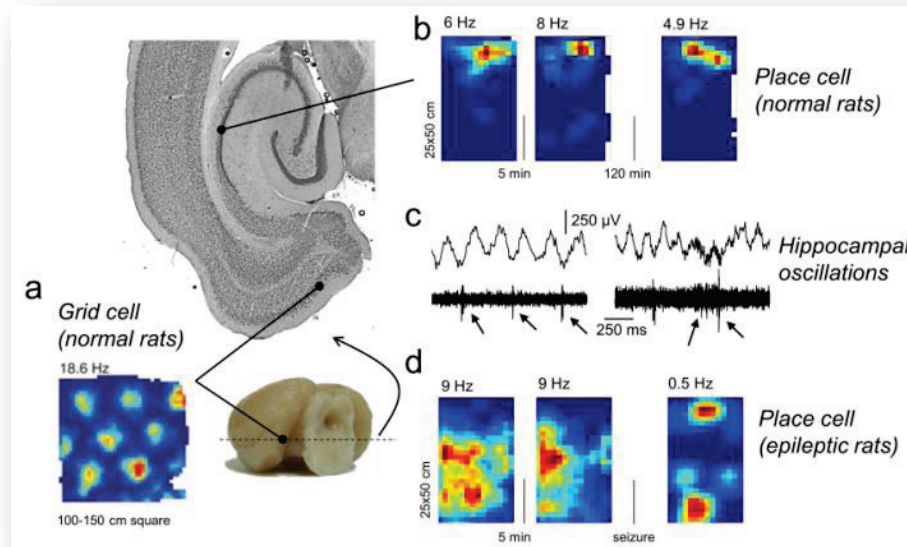 b
6 Hz
8 Hz
4.9 Hz
Place cell
(normal rats)
25x50 cm
5 min
120 min
c
250 µV
Hippocampal
oscillations
250 ms
a
Grid cell
(normal rats)
18.6 Hz
100-150 cm square
d
9 Hz
9 Hz
0.5 Hz
Place cell
(epileptic rats)
25x50 cm
5 min
seizure